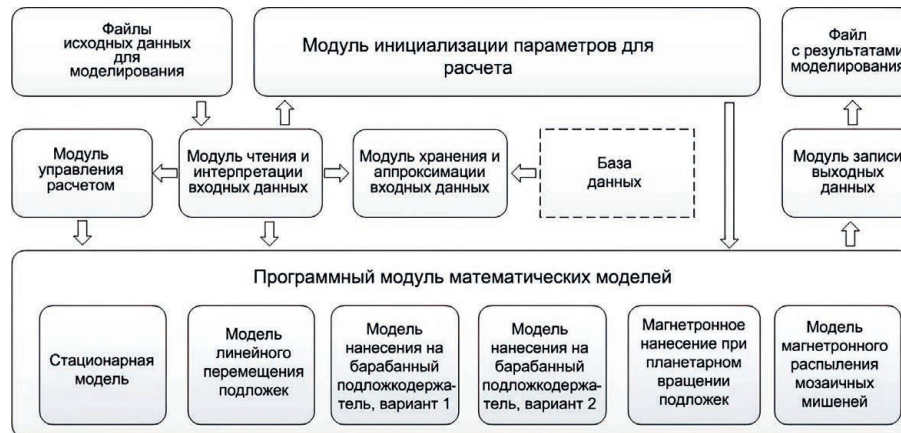 Файлы
исходных данных
для
моделирования
Модуль инициализации параметров для
расчета
Файл
с результатами
моделирования
Модуль
управления
расчетом
Модуль чтения и
интерпретации
входных данных
Модуль хранения и
аппроксимации
входных данных
База
данных
Модуль записи
выходных
данных
Программный модуль математических моделей
Стационарная
модель
Модель
линейного
перемещения
подложек
Модель
нанесения на
барабанный
подложкодержа-
тель, вариант 1
Модель
нанесения на
барабанный
подложкодержа-
тель, вариант 2
Магнетронное
нанесение при
планетарном
вращении
подложек
Модель
магнетронного
распыления
мозаичных
мишеней